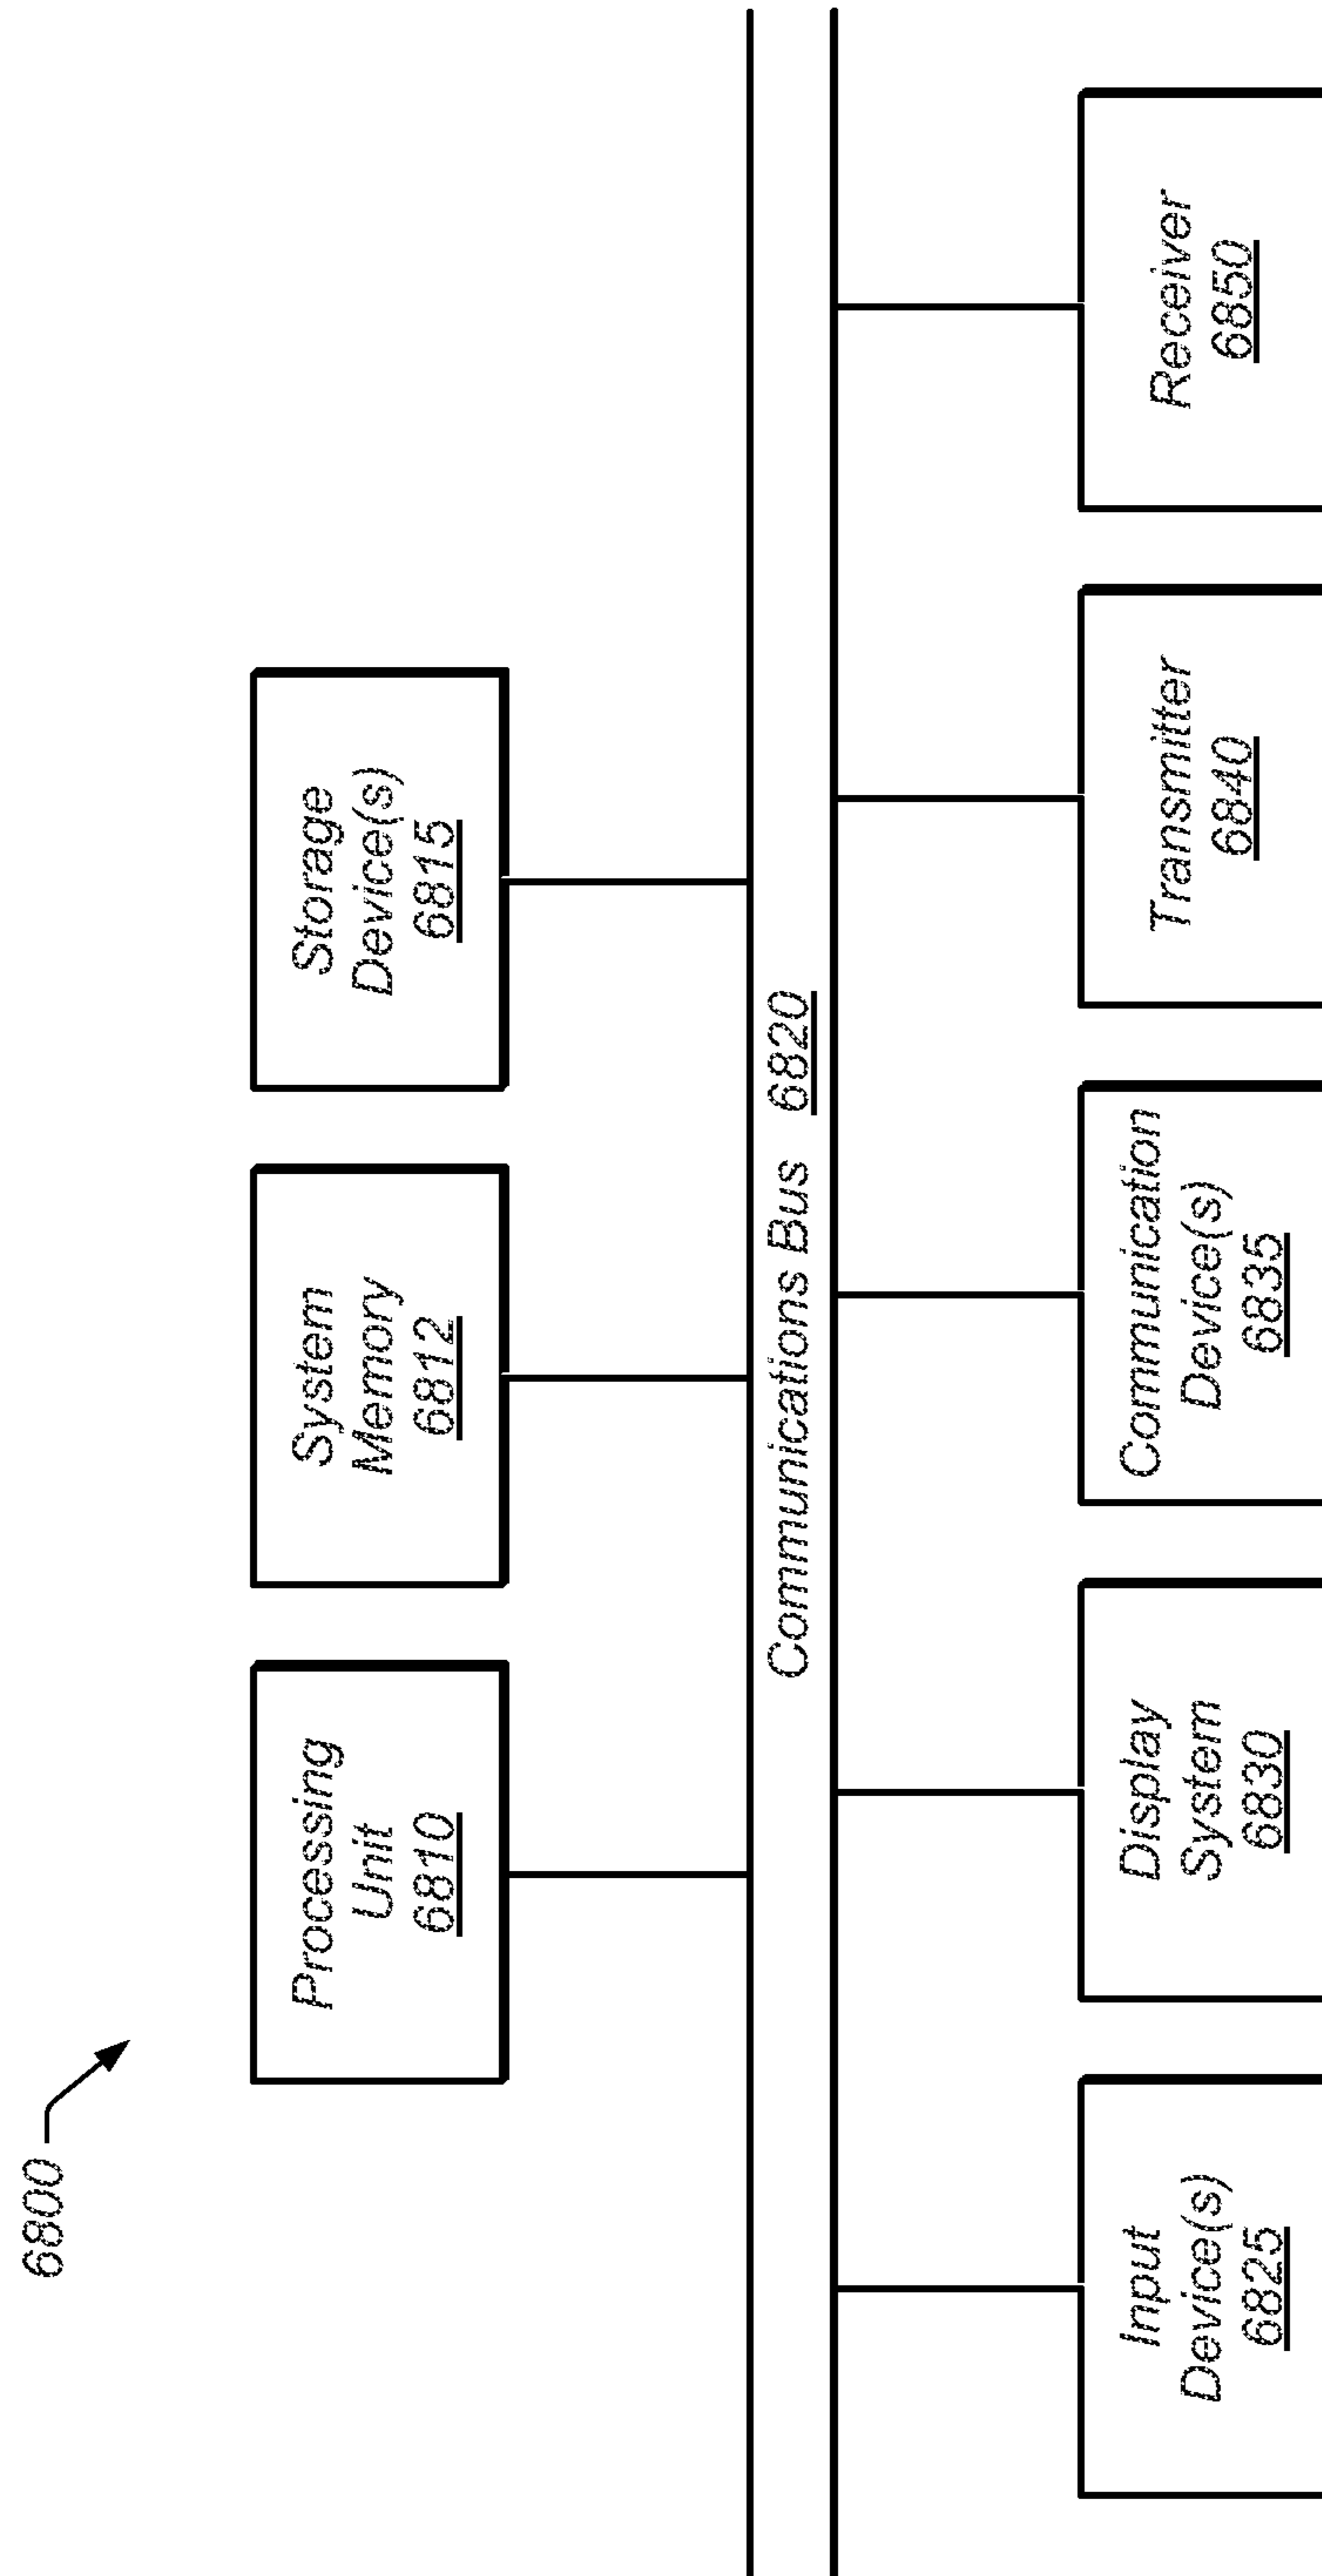 6800
Processing
Unit
6810
System
Memory
6812
Storage
Device(s)
6815
Communications Bus 6820
Input
Device(s)
6825
Display
System
6830
Communication
Device(s)
6835
Transmitter
6840
Receiver
6850